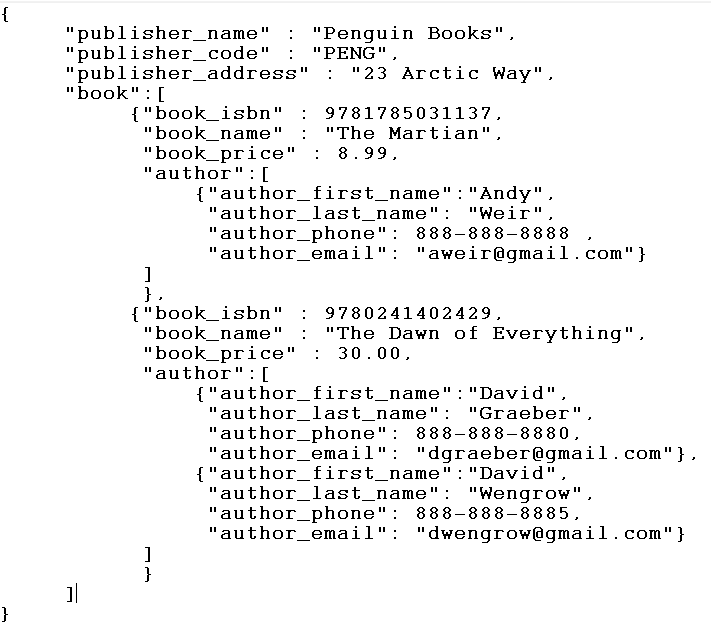 {
"publisher_name" : "Penguin Books",
"publisher_code" : "PENG",
"publisher_address" : "23 Arctic Way",
"book":[
{"book_isbn" : 9781785031137,
"book_name" : "The Martian",
"book_price" : 8.99,
"author":[
{"author_first_name":"Andy",
"author_last_name": "Weir",
"author_phone": 888-888-8888 ,
"author_email": "aweir@gmail.com"}
]
},
{"book_isbn" : 9780241402429,
"book_name" : "The Dawn of Everything",
"book_price" : 30.00,
"author":[
{"author_first_name":"David",
"author_last_name": "Graeber",
"author_phone": 888-888-8880,
"author_email": "dgraeber@gmail.com"},
{"author_first_name":"David",
"author_last_name": "Wengrow",
"author_phone": 888-888-8885,
"author_email": "dwengrow@gmail.com"}
]
}
]
}